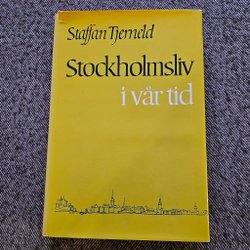 Staffan Tjerneld
Stockholmsliv
i vår tid